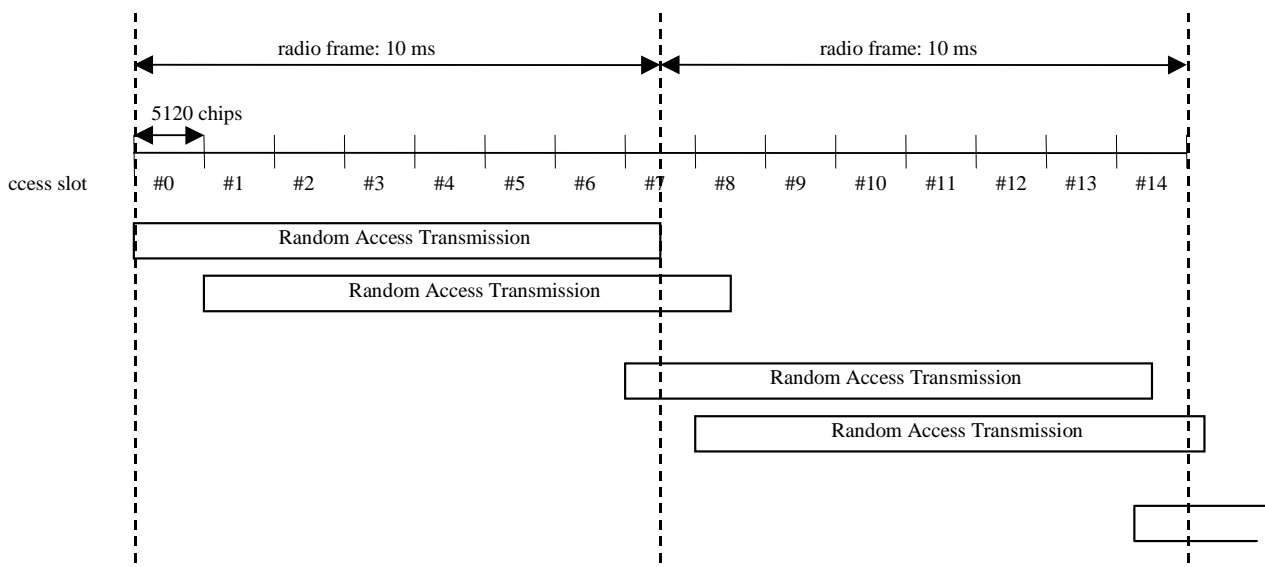 radio frame: 10 ms radio frame: 10 ms
5120 chips
ccess slot #0 #1 #2 #3 #4 #5 #6 #7 #8 #9 #10 #11 #12 #13 #14
Random Access Transmission
Random Access Transmission
Random Access Transmission
Random Access Transmission